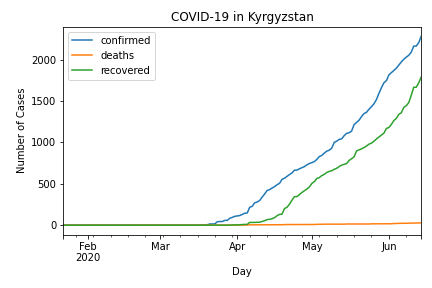 COVID-19 in Kyrgyzstan
confirmed
deaths
recovered
Number of Cases
2000
1500
1000
500
0
Feb
2020
Mar
Apr
May
Jun
Day